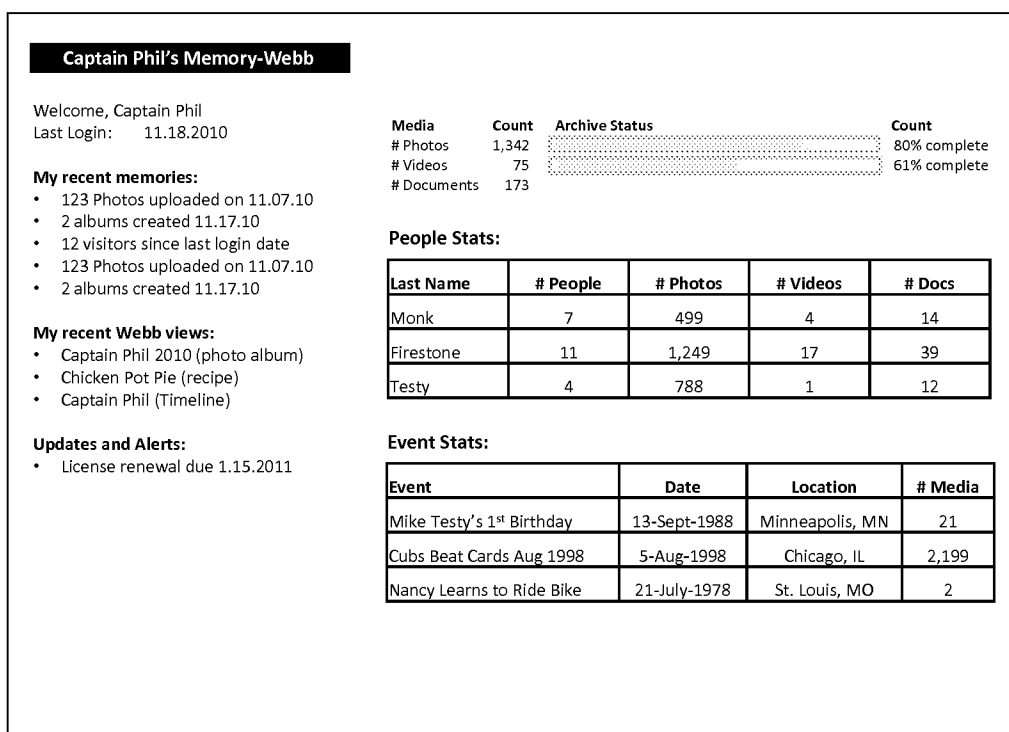 Captain Phil's Memory-Webb
Welcome, Captain Phil
Last Login: 11.18.2010
My recent memories:
• 123 Photos uploaded on 11.07.10
• 2 albums created 11.17.10
• 12 visitors since last login date
• 123 Photos uploaded on 11.07.10
• 2 albums created 11.17.10
My recent Webb views:
• Captain Phil 2010 (photo album)
• Chicken Pot Pie (recipe)
• Captain Phil (Timeline)
Updates and Alerts:
• License renewal due 1.15.2011
Media Count Archive Status Count
# Photos 1,342 80% complete
# Videos 75 61% complete
# Documents 173
People Stats:
Last Name # People # Photos # Videos # Docs
Monk 7 499 4 14
Firestone 11 1,249 17 39
Testy 4 788 1 12
Event Stats:
Event Date Location # Media
Mike Testy's 1st Birthday 13-Sept-1988 Minneapolis, MN 21
Cubs Beat Cards Aug 1998 5-Aug-1998 Chicago, IL 2,199
Nancy Learns to Ride Bike 21-July-1978 St. Louis, MO 2